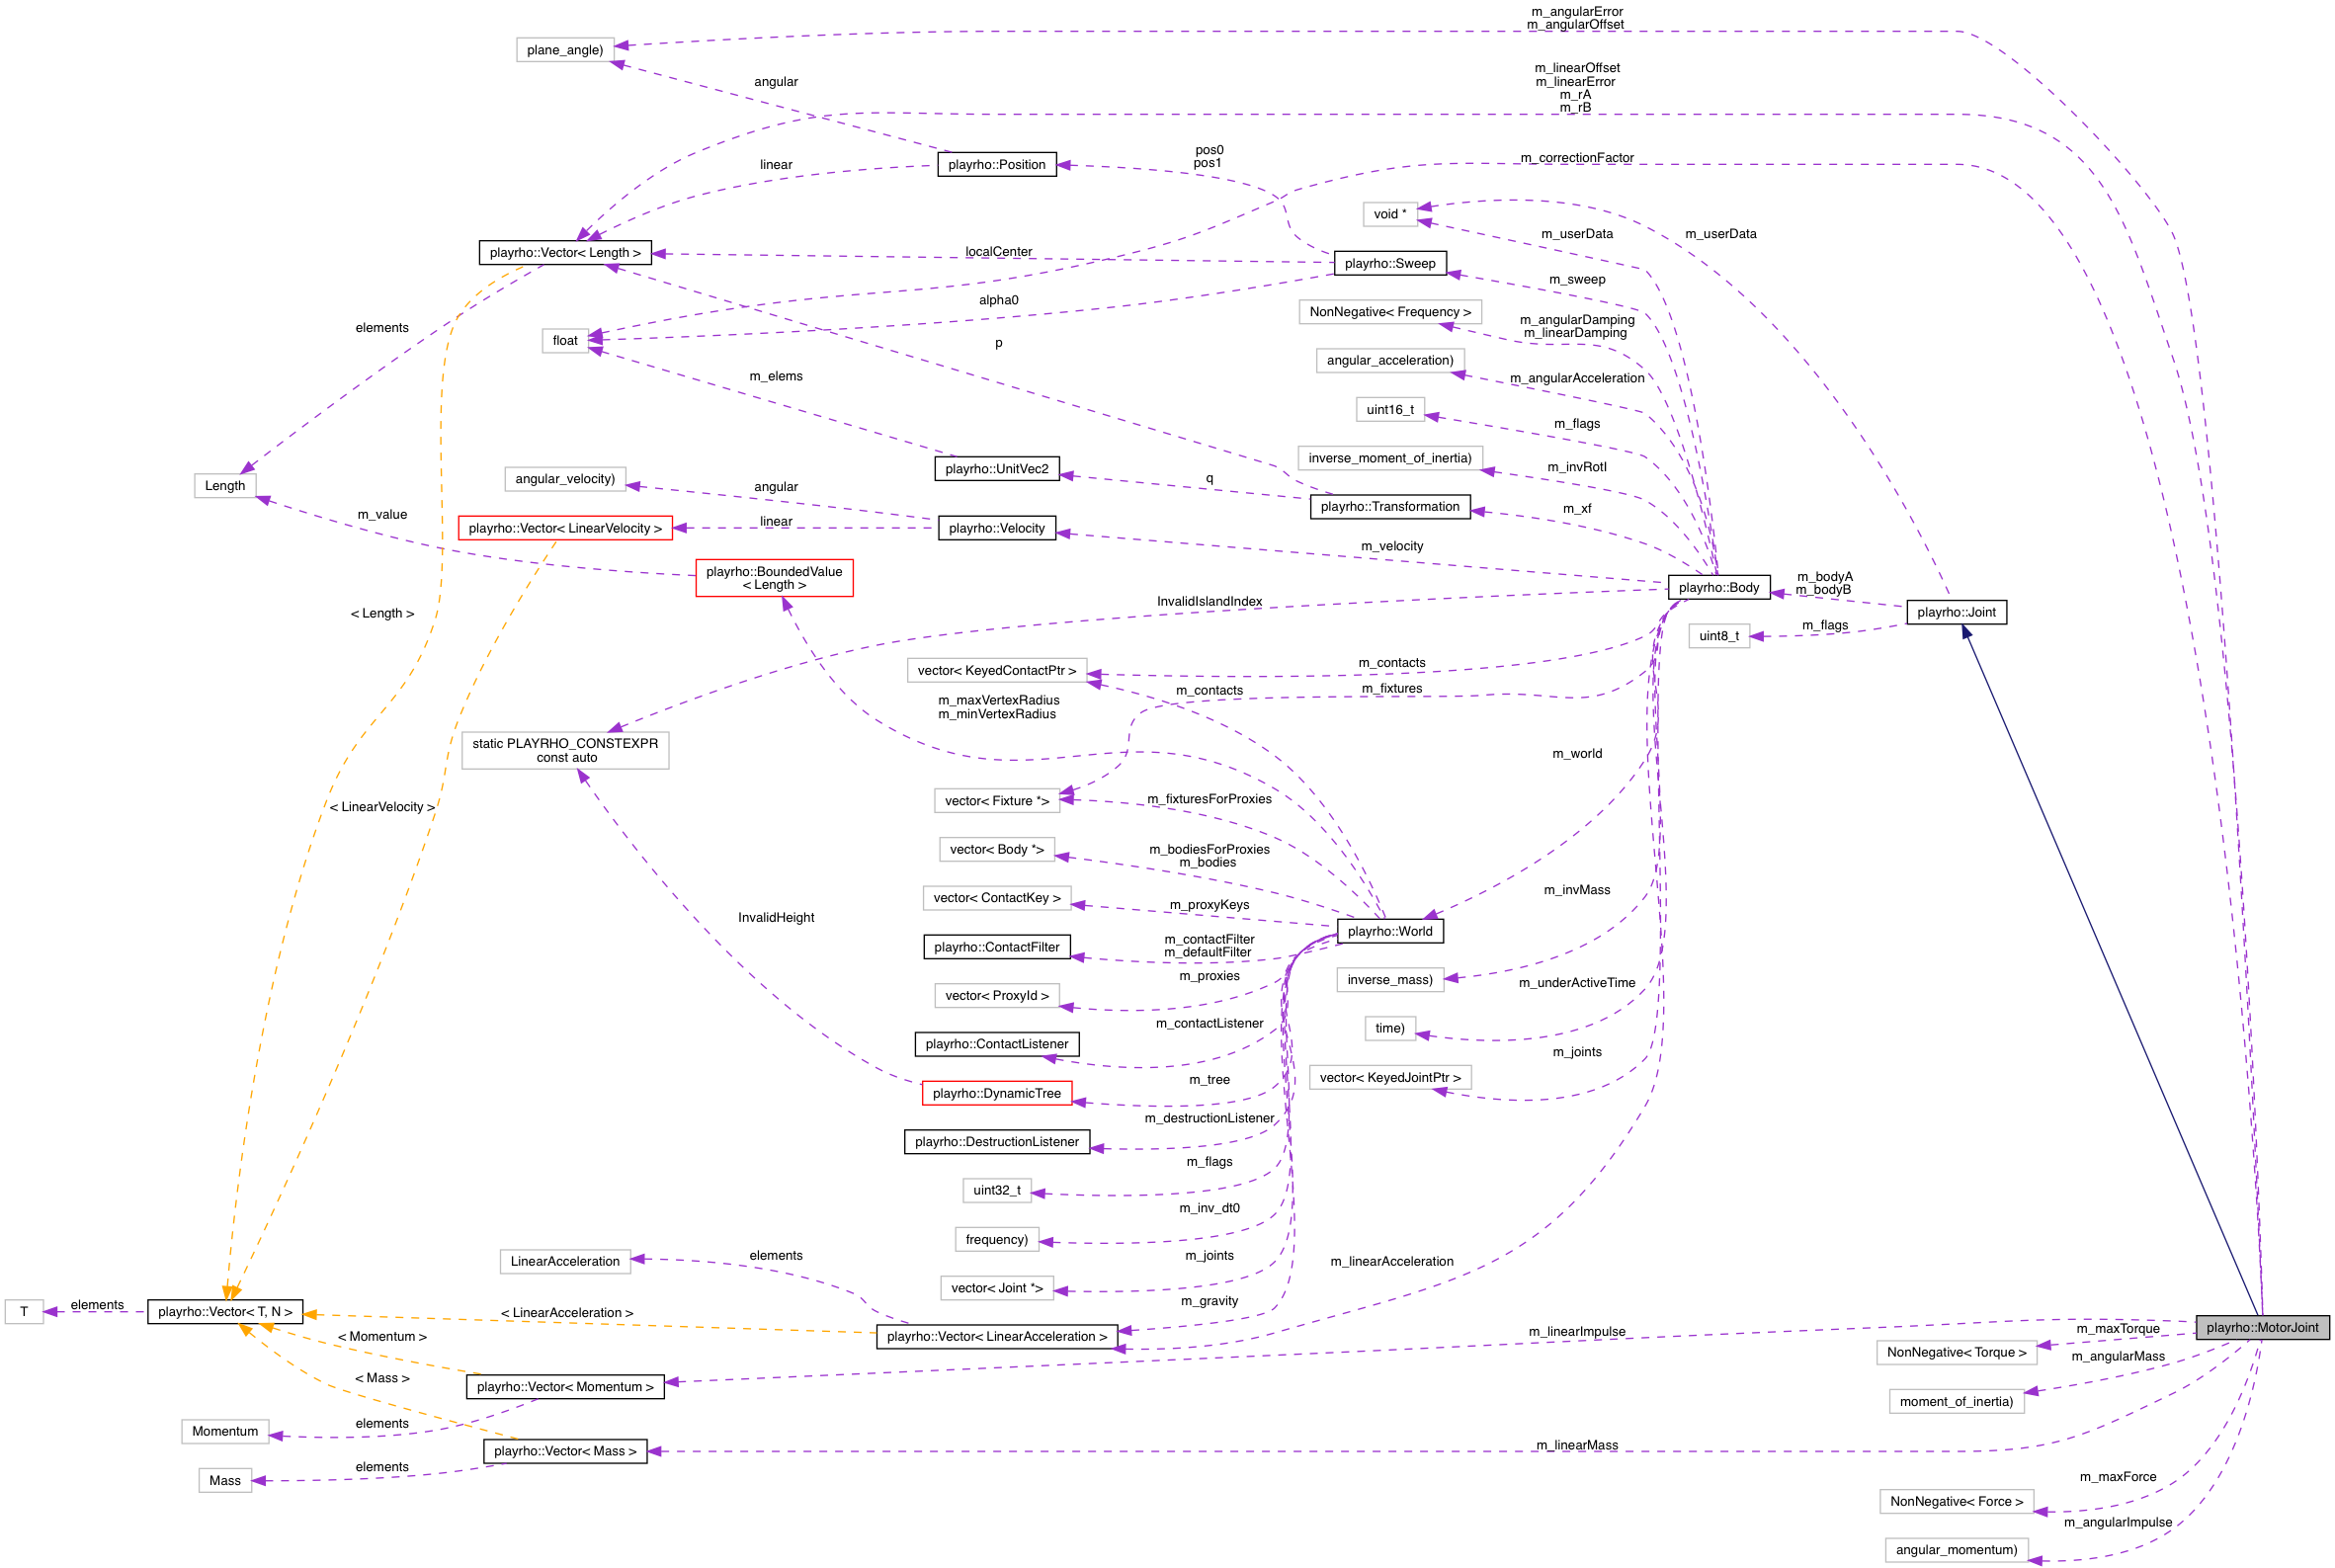 m_angularError
m_angularOffset
plane_angle)
m_linearOffset
m_linearError
m_rA
m_rB
angular
pos0
pos1
m_correctionFactor
playrho::Position
linear
void *
m_userData
m_userData
playrho::Vector< Length >
localCenter
playrho::Sweep
m_sweep
alpha0
NonNegative< Frequency >
m_angularDamping
m_linearDamping
elements
float
p
angular_acceleration)
m_angularAcceleration
m_elems
uint16_t
m_flags
inverse_moment_of_inertia)
m_invRotI
playrho::UnitVec2
Length
angular_velocity)
angular
q
playrho::Transformation
m_xf
m_value
playrho::Vector< LinearVelocity >
linear
playrho::Velocity
m_velocity
playrho::BoundedValue
< Length >
playrho::Body
m_bodyA
m_bodyB
InvalidIslandIndex
playrho::Joint
< Length >
uint8_t
m_flags
vector< KeyedContactPtr >
m_contacts
m_contacts
m_fixtures
m_maxVertexRadius
m_minVertexRadius
static PLAYRHO_CONSTEXPR
const auto
m_world
< LinearVelocity >
vector< Fixture *>
m_fixturesForProxies
vector< Body *>
m_bodiesForProxies
m_bodies
m_invMass
vector< ContactKey >
m_proxyKeys
InvalidHeight
playrho::World
playrho::ContactFilter
m_contactFilter
m_defaultFilter
m_proxies
inverse_mass)
m_underActiveTime
vector< ProxyId >
m_contactListener
time)
playrho::ContactListener
m_joints
m_tree
vector< KeyedJointPtr >
playrho::DynamicTree
m_destructionListener
playrho::DestructionListener
m_flags
uint32_t
m_inv_dt0
frequency)
elements
m_joints
m_linearAcceleration
LinearAcceleration
vector< Joint *>
m_gravity
T
elements
playrho::Vector< T, N >
< LinearAcceleration >
playrho::Vector< LinearAcceleration >
m_linearImpulse
playrho::MotorJoint
m_maxTorque
< Momentum >
NonNegative< Torque >
m_angularMass
< Mass >
playrho::Vector< Momentum >
moment_of_inertia)
elements
Momentum
playrho::Vector< Mass >
m_linearMass
elements
Mass
m_maxForce
NonNegative< Force >
m_angularImpulse
angular_momentum)